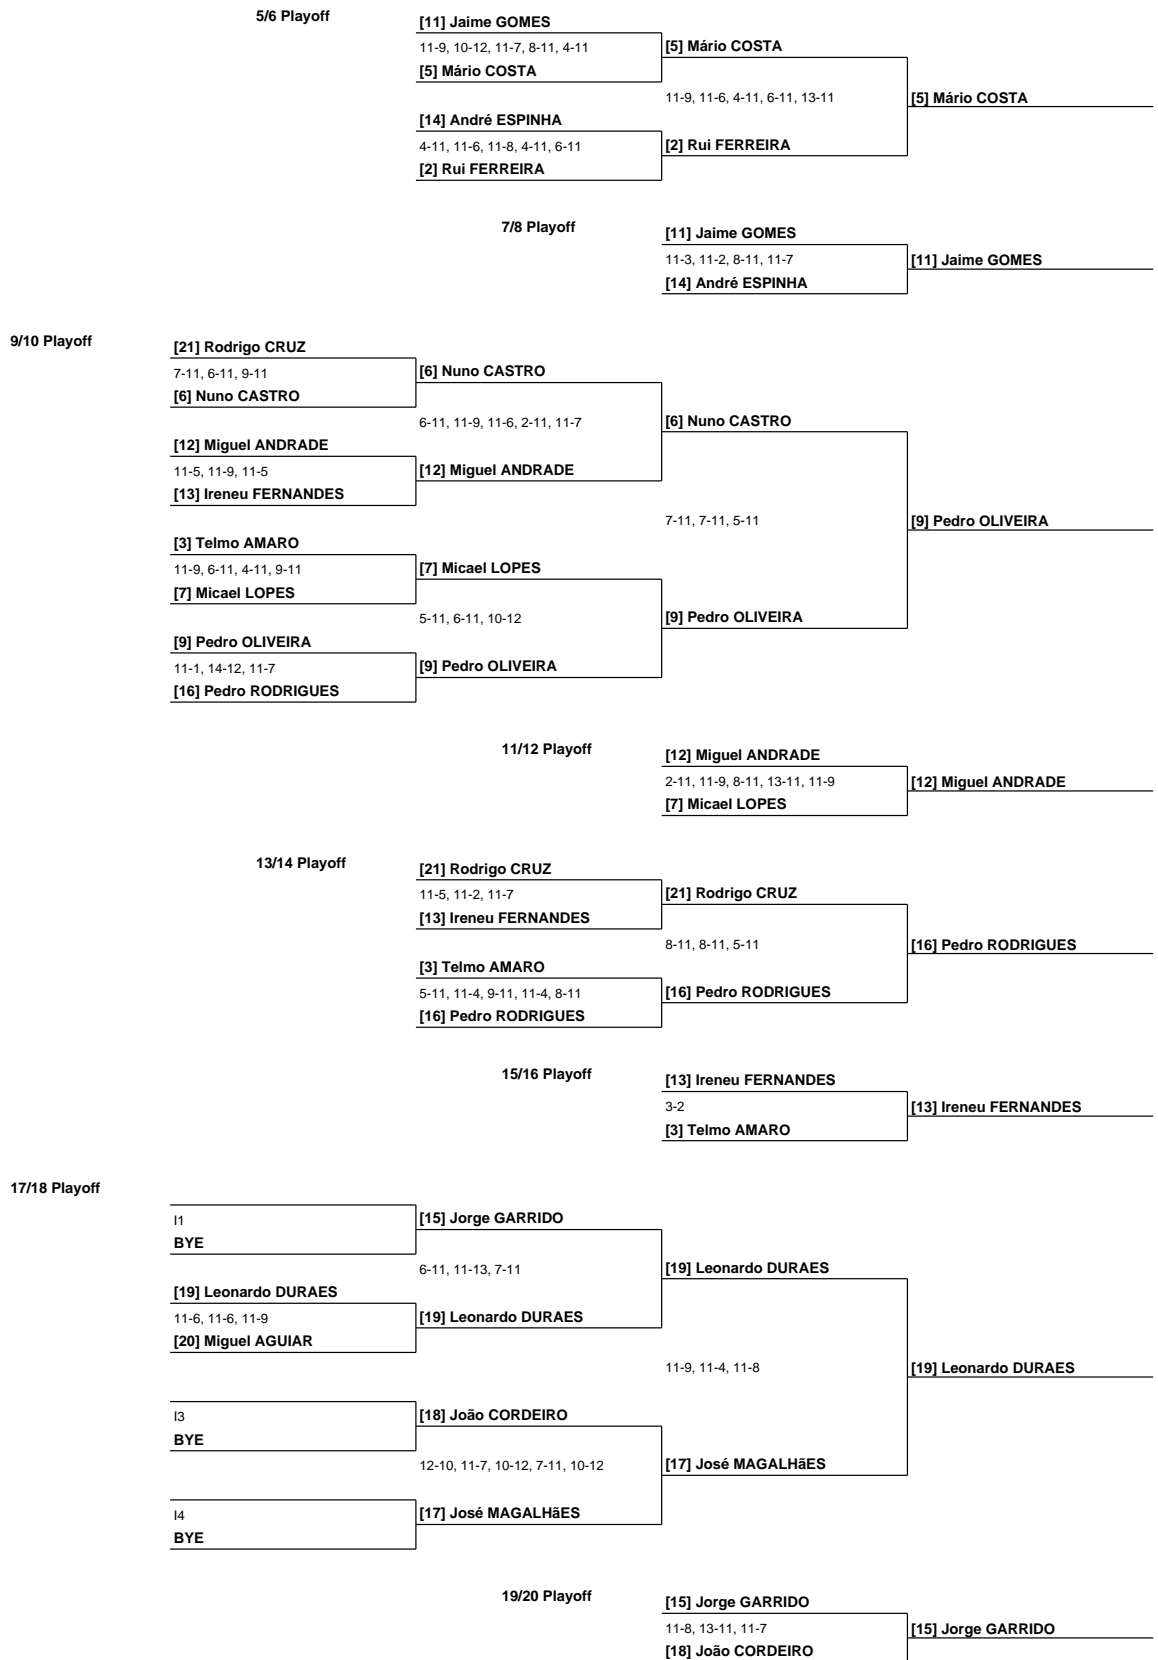 5/6 Playoff
[11] Jaime GOMES
11-9, 10-12, 11-7, 8-11, 4-11
[5] Mário COSTA
[5] Mário COSTA
11-9, 11-6, 4-11, 6-11, 13-11
[5] Mário COSTA
[14] André ESPINHA
4-11, 11-6, 11-8, 4-11, 6-11
[2] Rui FERREIRA
[2] Rui FERREIRA
7/8 Playoff
[11] Jaime GOMES
11-3, 11-2, 8-11, 11-7
[11] Jaime GOMES
[14] André ESPINHA
9/10 Playoff
[21] Rodrigo CRUZ
7-11, 6-11, 9-11
[6] Nuno CASTRO
[6] Nuno CASTRO
6-11, 11-9, 11-6, 2-11, 11-7
[6] Nuno CASTRO
[12] Miguel ANDRADE
11-5, 11-9, 11-5
[12] Miguel ANDRADE
[13] Ireneu FERNANDES
7-11, 7-11, 5-11
[9] Pedro OLIVEIRA
[3] Telmo AMARO
11-9, 6-11, 4-11, 9-11
[7] Micael LOPES
[7] Micael LOPES
5-11, 6-11, 10-12
[9] Pedro OLIVEIRA
[9] Pedro OLIVEIRA
11-1, 14-12, 11-7
[9] Pedro OLIVEIRA
[16] Pedro RODRIGUES
11/12 Playoff
[12] Miguel ANDRADE
2-11, 11-9, 8-11, 13-11, 11-9
[12] Miguel ANDRADE
[7] Micael LOPES
13/14 Playoff
[21] Rodrigo CRUZ
11-5, 11-2, 11-7
[21] Rodrigo CRUZ
[13] Ireneu FERNANDES
8-11, 8-11, 5-11
[16] Pedro RODRIGUES
[3] Telmo AMARO
5-11, 11-4, 9-11, 11-4, 8-11
[16] Pedro RODRIGUES
[16] Pedro RODRIGUES
15/16 Playoff
[13] Ireneu FERNANDES
3-2
[13] Ireneu FERNANDES
[3] Telmo AMARO
17/18 Playoff
I1
[15] Jorge GARRIDO
BYE
6-11, 11-13, 7-11
[19] Leonardo DURAES
[19] Leonardo DURAES
11-6, 11-6, 11-9
[19] Leonardo DURAES
[20] Miguel AGUIAR
11-9, 11-4, 11-8
[19] Leonardo DURAES
I3
[18] João CORDEIRO
BYE
12-10, 11-7, 10-12, 7-11, 10-12
[17] José MAGALHãES
I4
[17] José MAGALHãES
BYE
19/20 Playoff
[15] Jorge GARRIDO
11-8, 13-11, 11-7
[15] Jorge GARRIDO
[18] João CORDEIRO